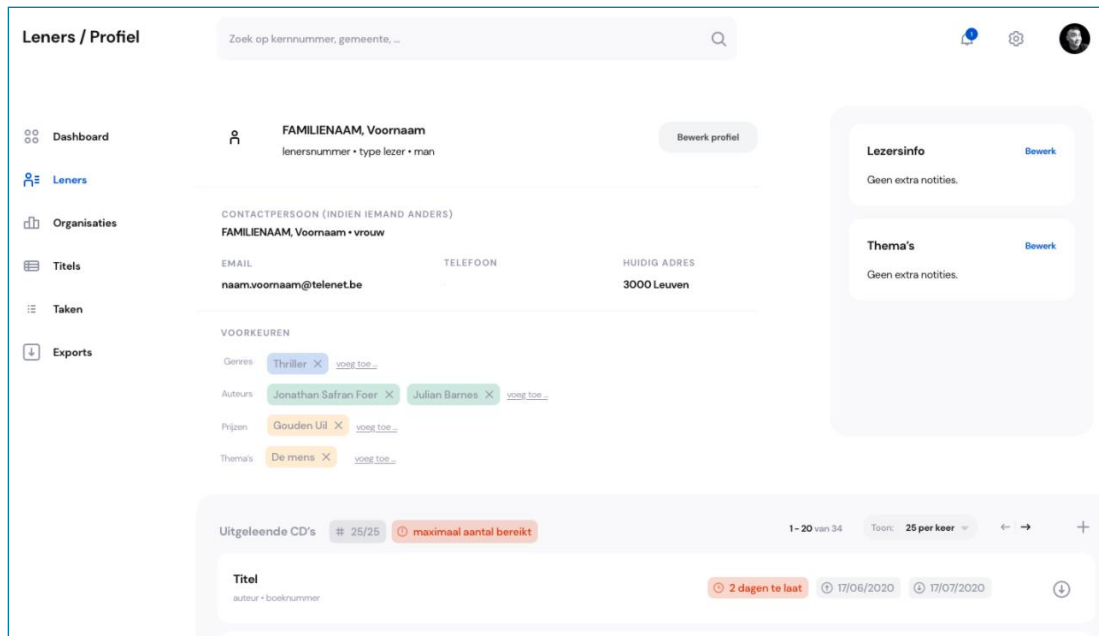 Leners / Profiel
Zoek op kernnummer, gemeente, ...
1
Dashboard
Leners
Organisaties
Titels
Taken
Exports
FAMILIENAAM, Voornaam
lenersnummer • type lezer • man
Bewerk profiel
CONTACTPERSOON (INDIEN IEMAND ANDERS)
FAMILIENAAM, Voornaam • vrouw
EMAIL TELEFOON HUIDIG ADRES
naam.voornaam@telenet.be 3000 Leuven
VOORKEUREN
Genres Thriller voeg toe ...
Auteurs Jonathan Safran Foer Julian Barnes voeg toe ...
Prijzen Gouden Uil voeg toe ...
Thema's De mens voeg toe ...
Lezersinfo Bewerk
Geen extra notities.
Thema's Bewerk
Geen extra notities.
Uitgeleende CD's # 25/25 maximaal aantal bereikt 1 - 20 van 34 Toon: 25 per keer
Titel
auteur • boeknummer
2 dagen te laat 17/06/2020 17/07/2020